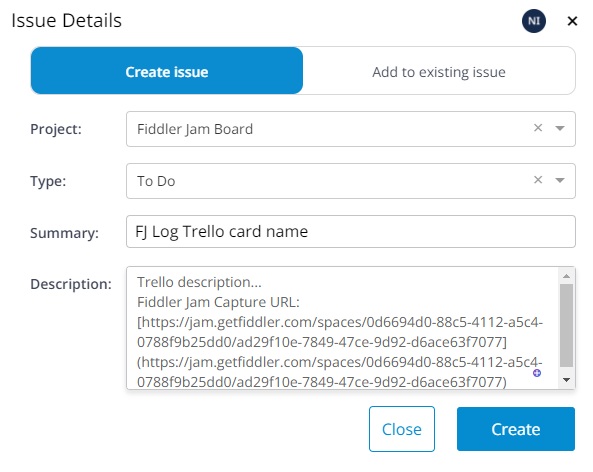 Issue Details
NI
×
Create issue
Add to existing issue
Project:
Fiddler Jam Board
Type:
To Do
Summary:
FJ Log Trello card name
Description:
Trello description...
Fiddler Jam Capture URL:
[https://jam.getfiddler.com/spaces/0d6694d0-88c5-4112-a5c4-
0788f9b25dd0/ad29f10e-7849-47ce-9d92-d6ace63f7077]
(https://jam.getfiddler.com/spaces/0d6694d0-88c5-4112-a5c4-
0788f9b25dd0/ad29f10e-7849-47ce-9d92-d6ace63f7077)
Close
Create